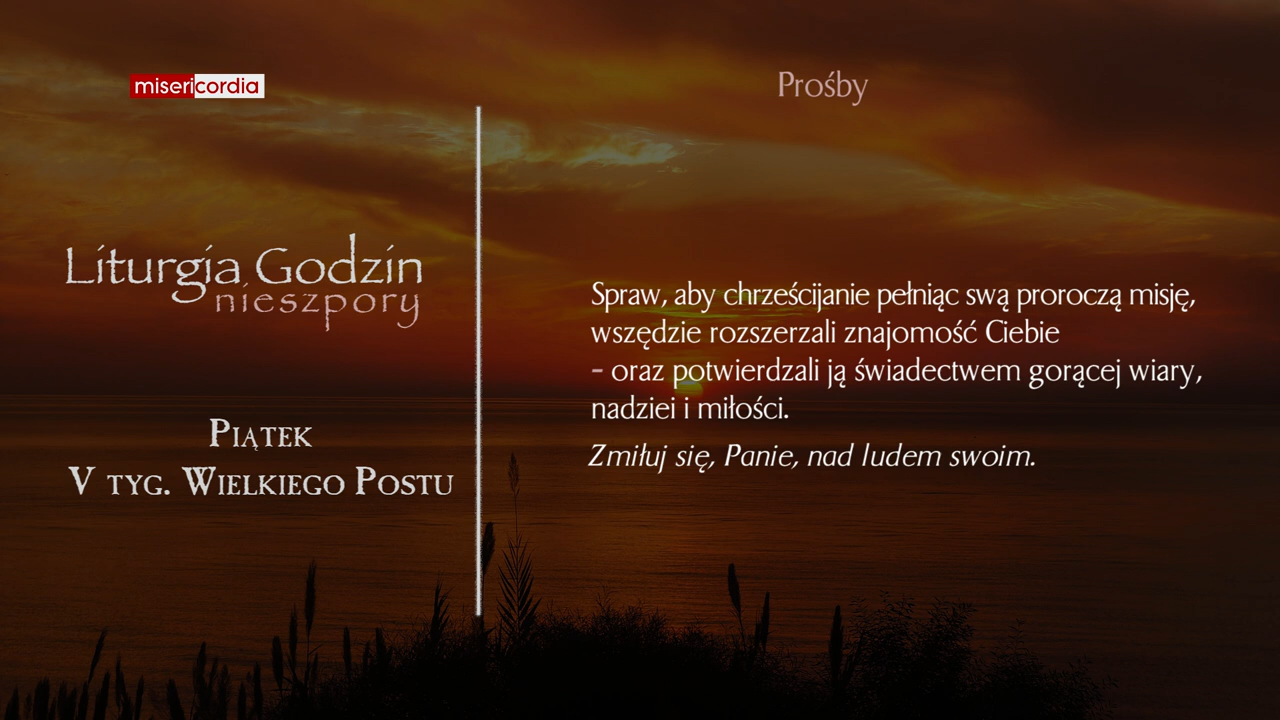 misericordia
Liturgia Godzin
nieszpory
Piątek
V tyg. Wielkiego Postu
Prośby
Spraw, aby chrześcijanie pełniąc swą proroczą misję,
wszędzie rozszerzali znajomość Ciebie
- oraz potwierdzali ją świadectwem gorącej wiary,
nadziei i miłości.
Zmiłuj się, Panie, nad ludem swoim.